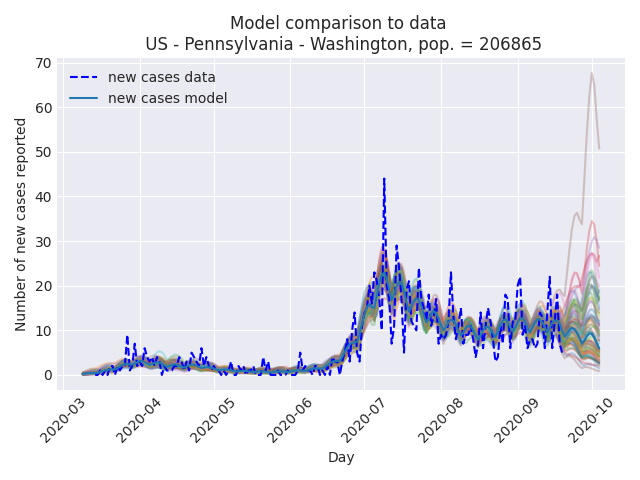 Model comparison to data
US - Pennsylvania - Washington, pop. = 206865
70
60
50
40
30
20
10
0
Number of new cases reported
new cases data
new cases model
2020-03
2020-04
2020-05
2020-06
2020-07
2020-08
2020-09
2020-10
Day